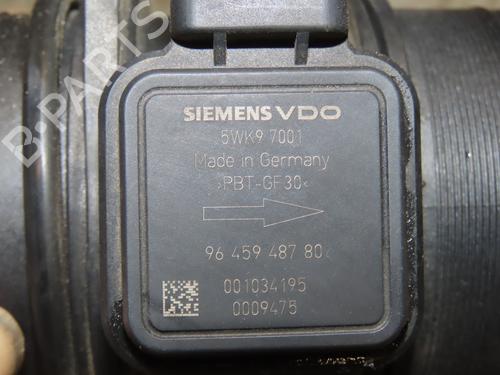 SIEMENS VDO
5WK9 7001
Made in Germany
>PBT-GF30<
96 459 487 80
001034195
0009475
B-PARTS